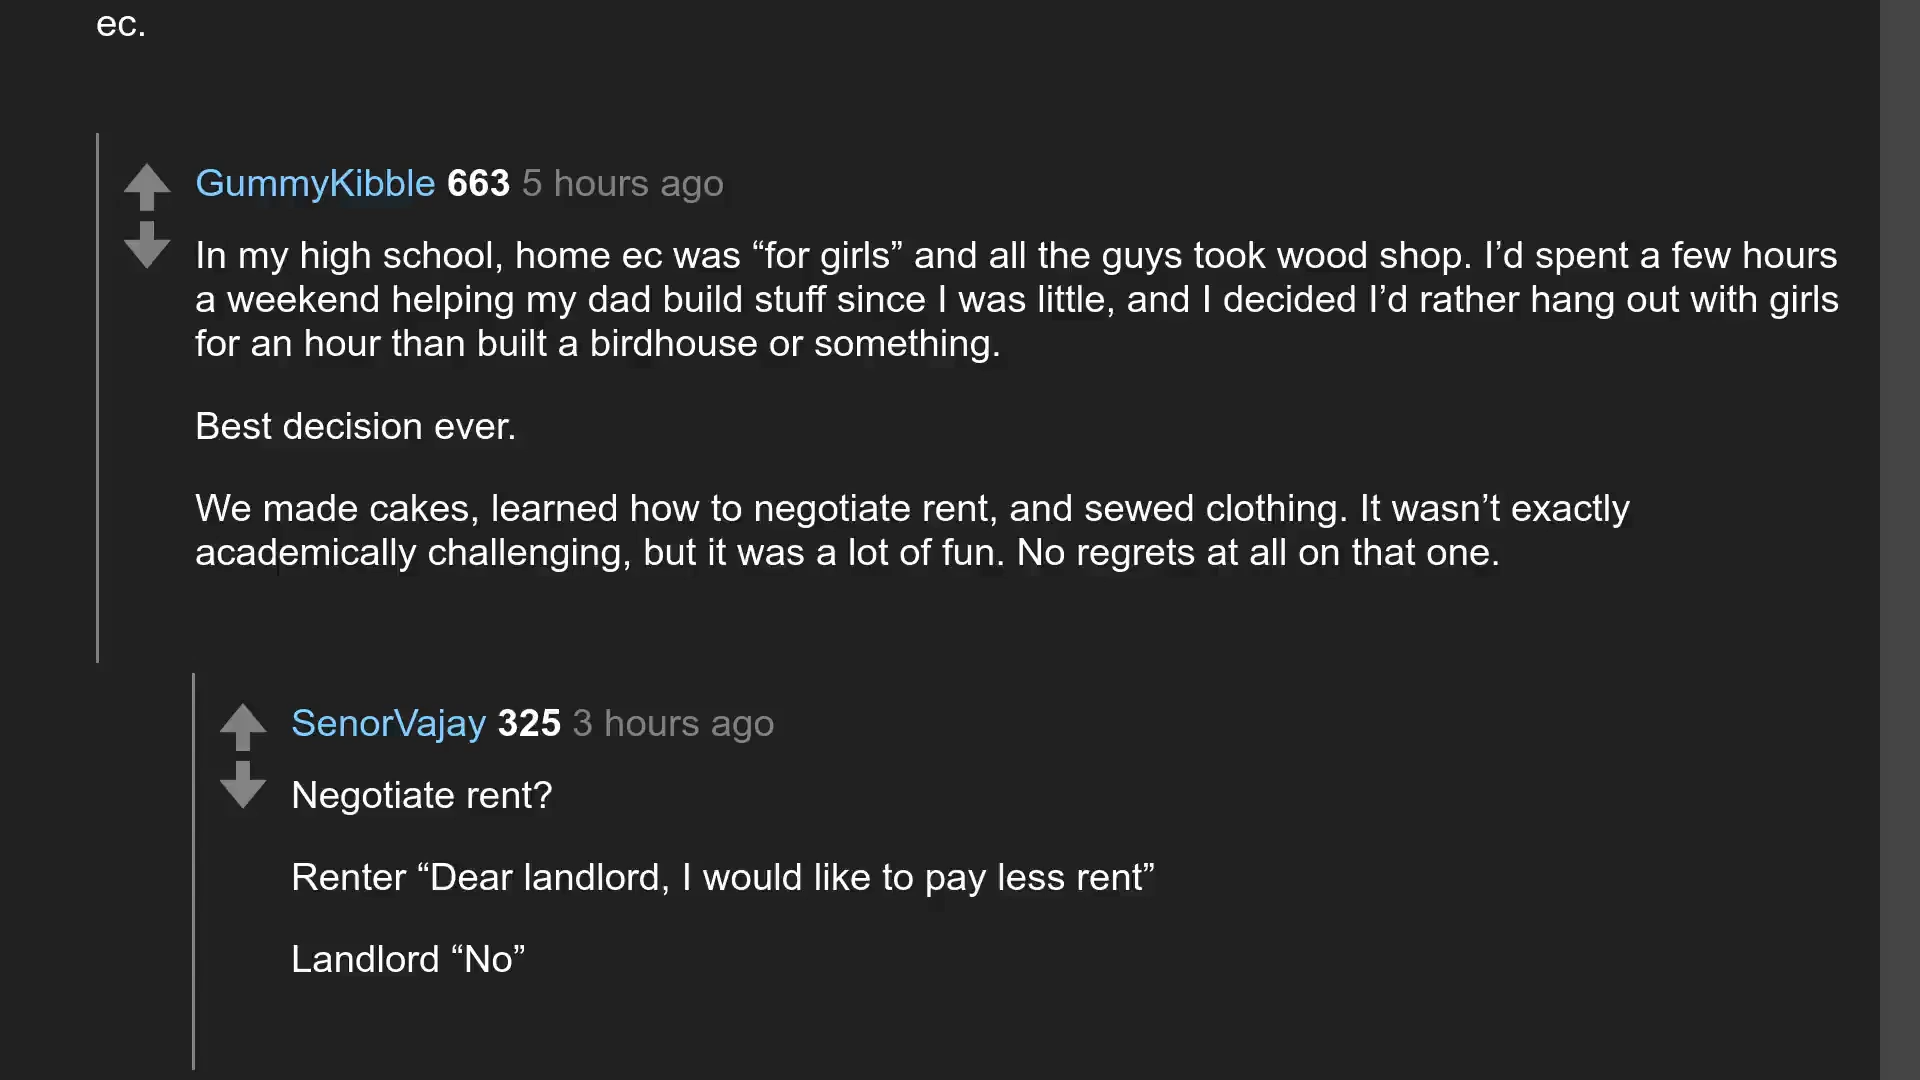 ec.
GummyKibble 663 5 hours ago
In my high school, home ec was “for girls” and all the guys took wood shop. I’d spent a few hours
a weekend helping my dad build stuff since I was little, and I decided I’d rather hang out with girls
for an hour than built a birdhouse or something.
Best decision ever.
We made cakes, learned how to negotiate rent, and sewed clothing. It wasn’t exactly
academically challenging, but it was a lot of fun. No regrets at all on that one.
SenorVajay 325 3 hours ago
Negotiate rent?
Renter “Dear landlord, I would like to pay less rent”
Landlord “No”